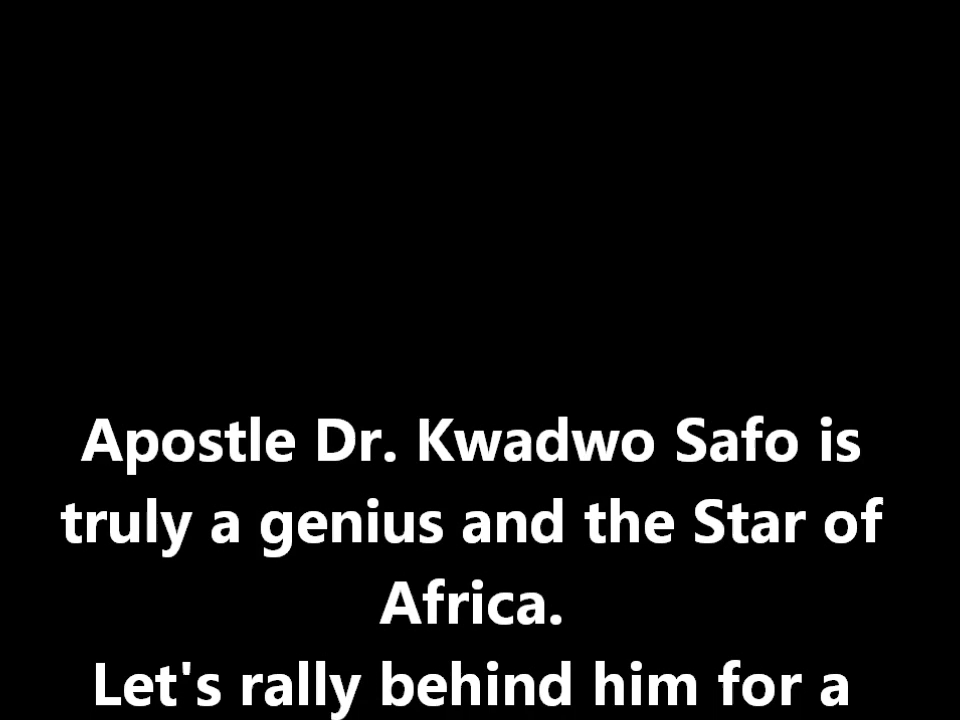 Apostle Dr. Kwadwo Safo is
truly a genius and the Star of
Africa.
Let's rally behind him for a